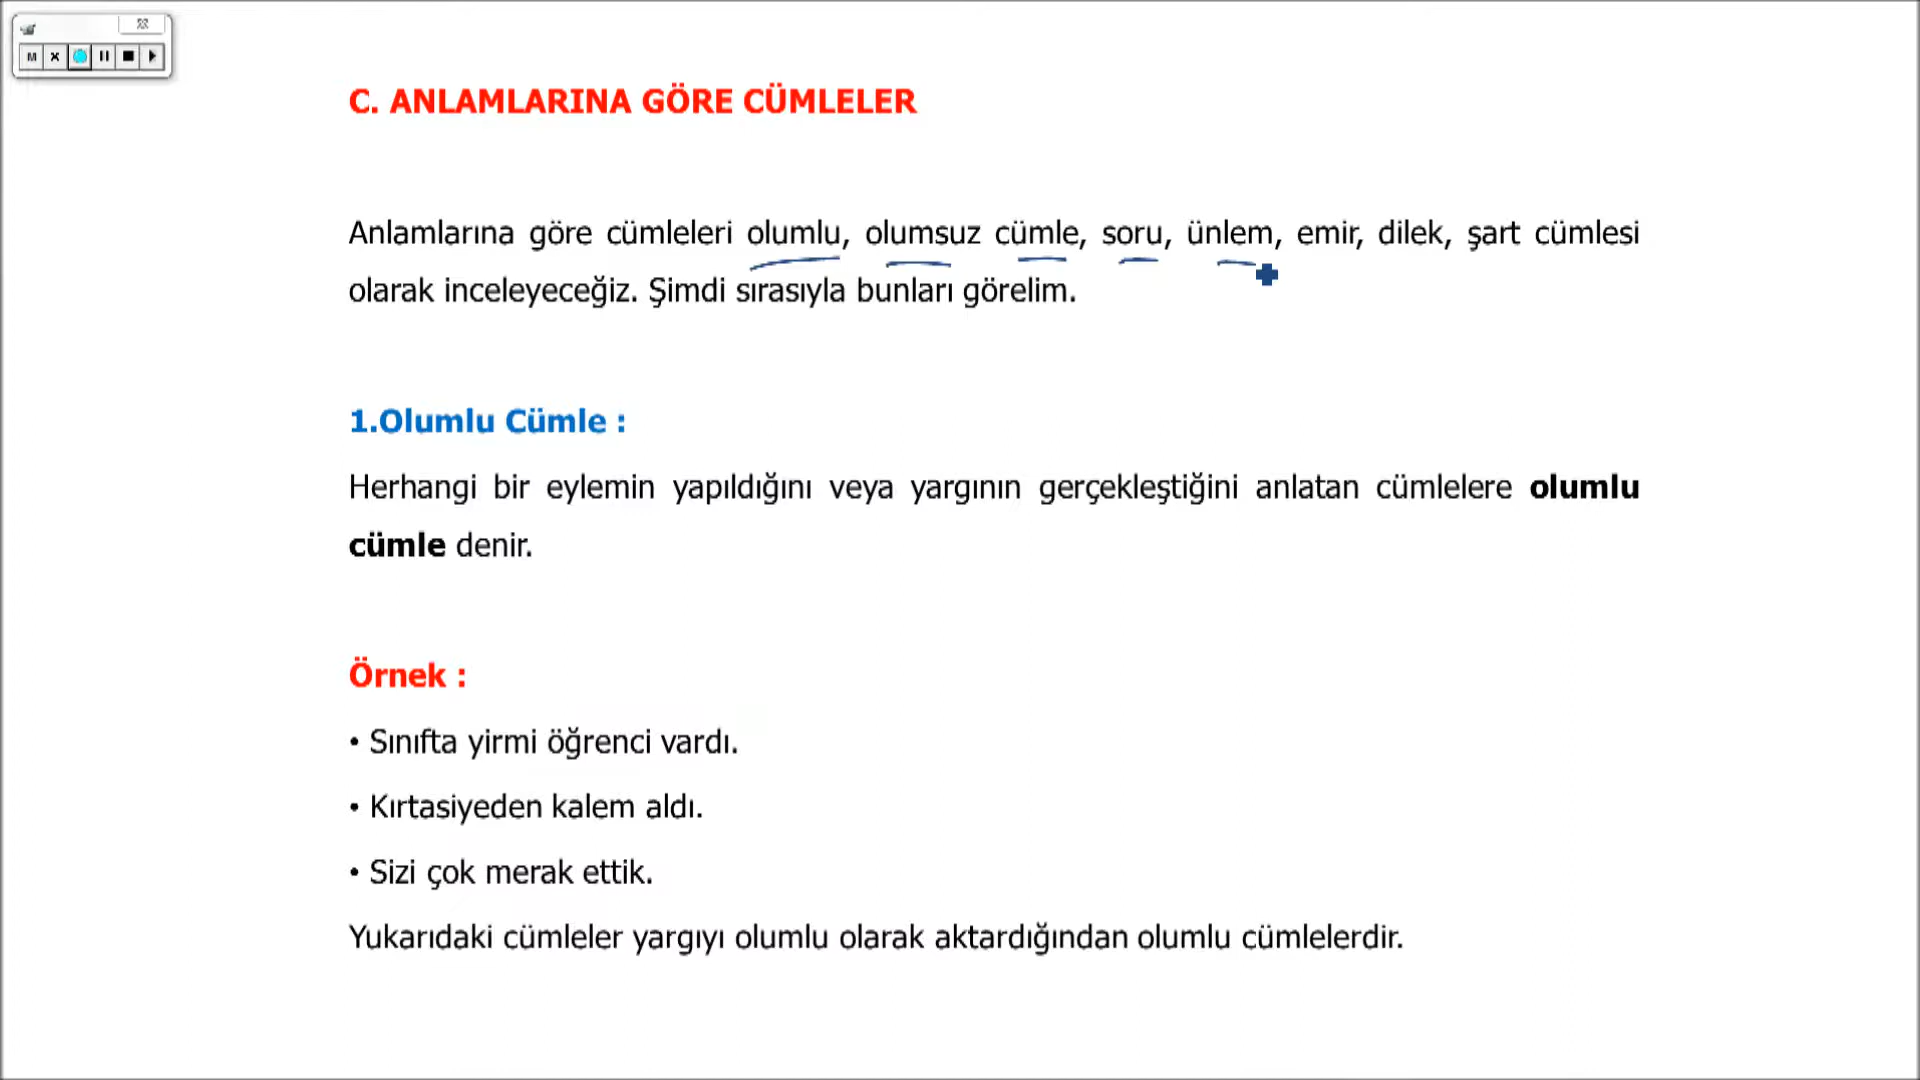 M
C. ANLAMLARINA GÖRE CÜMLELER
Anlamlarına göre cümleleri olumlu, olumsuz cümle, soru, ünlem, emir, dilek, şart cümlesi
olarak inceleyeceğiz. Şimdi sırasıyla bunları görelim.
1.Olumlu Cümle :
Herhangi bir eylemin yapıldığını veya yargının gerçekleştiğini anlatan cümlelere olumlu
cümle denir.
Örnek :
• Sınıfta yirmi öğrenci vardı.
• Kırtasiyeden kalem aldı.
• Sizi çok merak ettik.
Yukarıdaki cümleler yargıyı olumlu olarak aktardığından olumlu cümlelerdir.